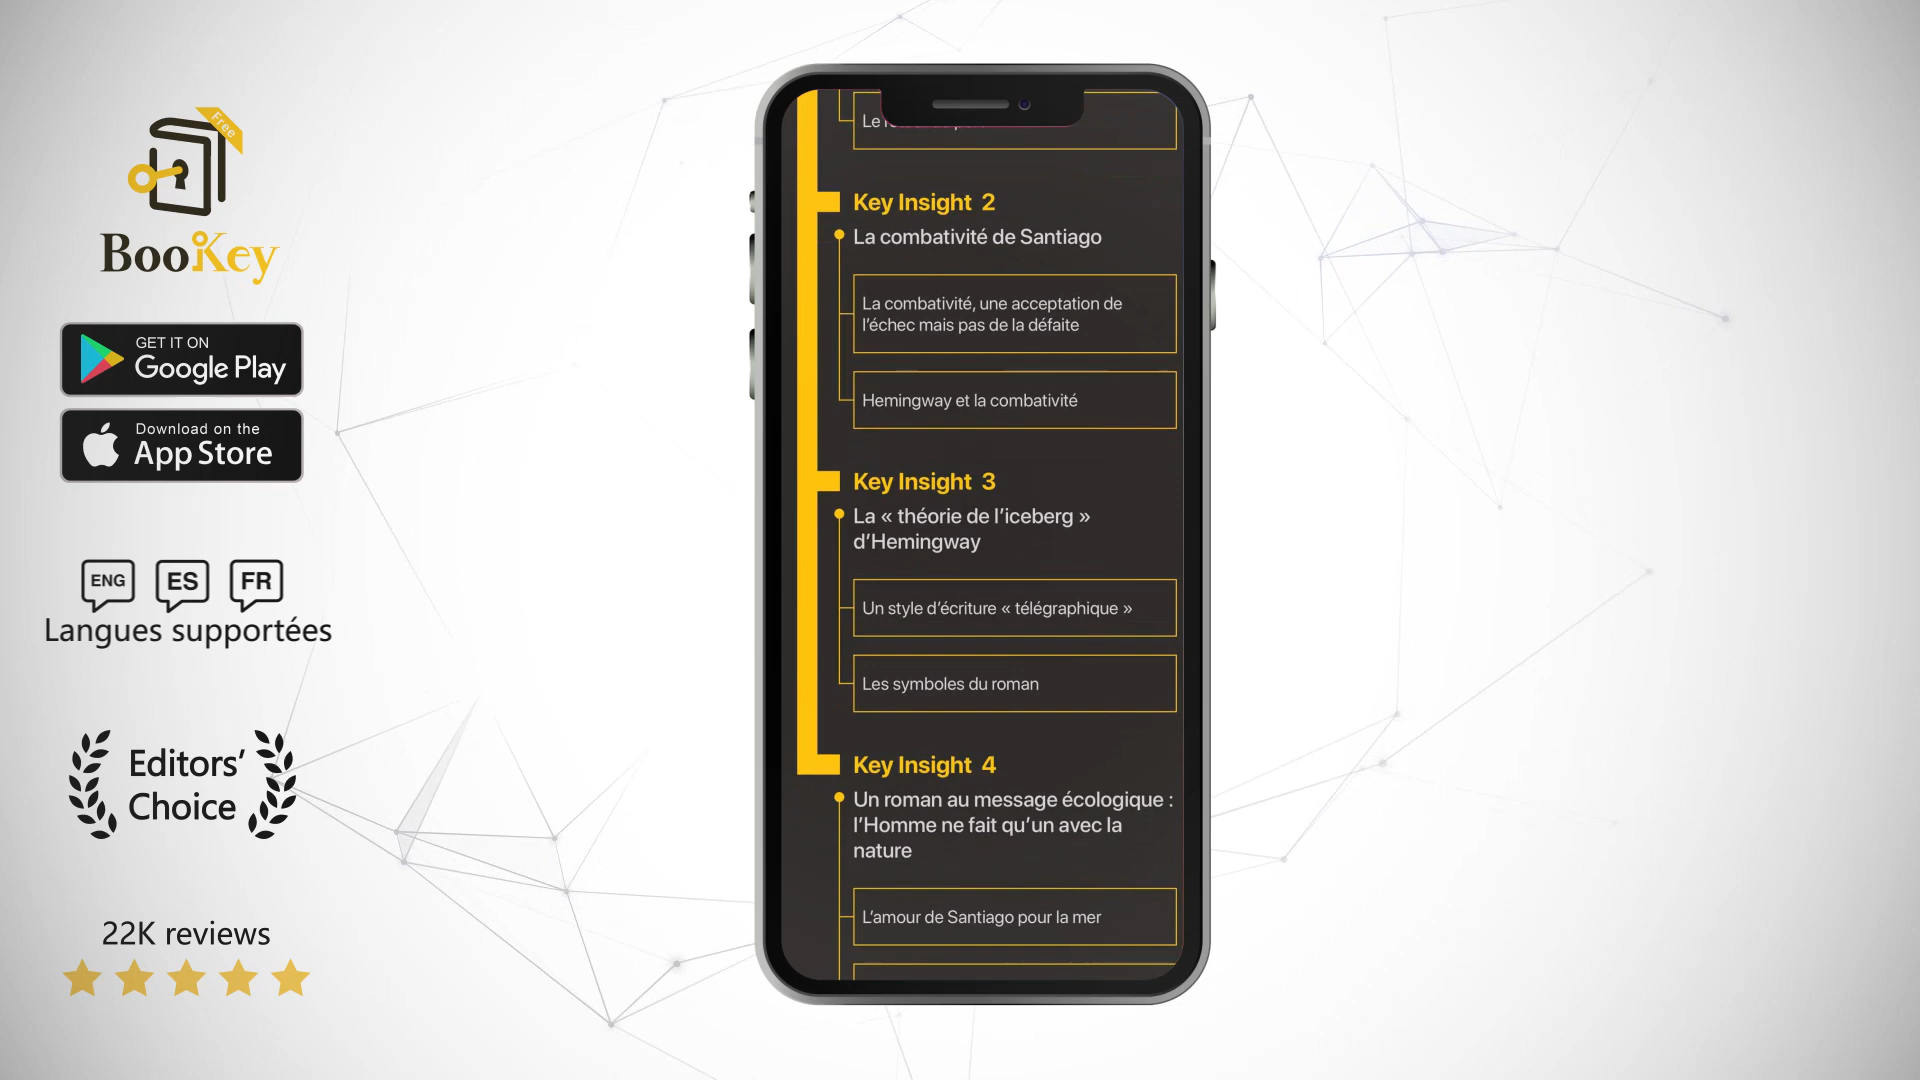 Free
BooKey
GET IT ON
Google Play
Download on the
App Store
ENG
ES
FR
Langues supportées
Editors'
Choice
22K reviews
Le
Key Insight 2
La combativité de Santiago
La combativité, une acceptation de
l'échec mais pas de la défaite
Hemingway et la combativité
Key Insight 3
La « théorie de l'iceberg »
d'Hemingway
Un style d'écriture « télégraphique »
Les symboles du roman
Key Insight 4
Un roman au message écologique :
l'Homme ne fait qu'un avec la
nature
L'amour de Santiago pour la mer